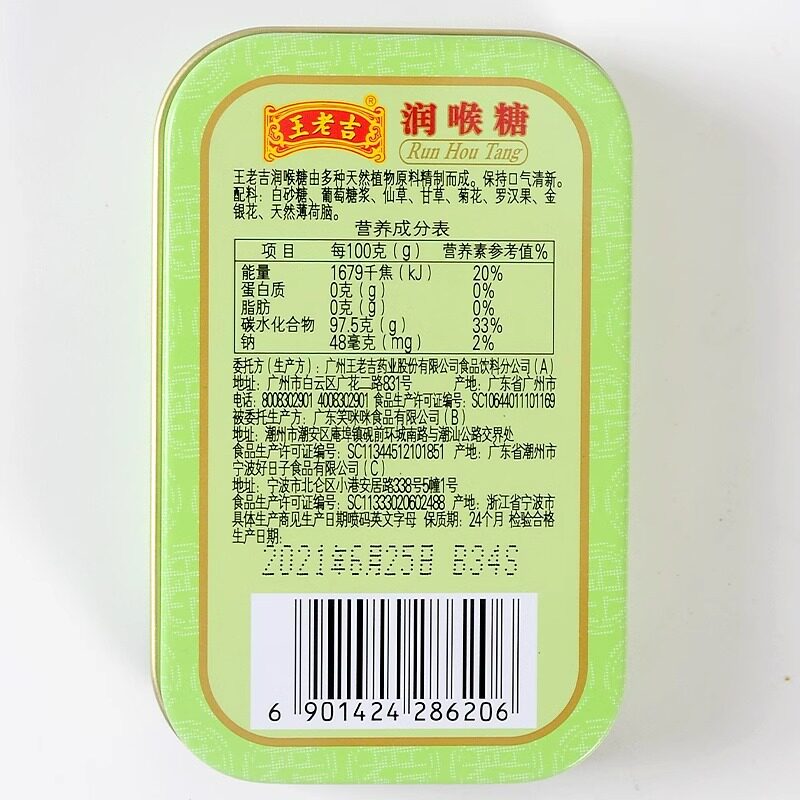 王老吉® 润喉糖
Run Hou Tang
王老吉润喉糖由多种天然植物原料精制而成。保持口气清新。
配料：白砂糖、葡萄糖浆、仙草、甘草、菊花、罗汉果、金
银花、天然薄荷脑。
营养成分表
项目 每100克(g) 营养素参考值%
能量 1679千焦(kJ) 20%
蛋白质 0克(g) 0%
脂肪 0克(g) 0%
碳水化合物 97.5克(g) 33%
钠 48毫克(mg) 2%
委托方(生产方)：广州王老吉药业股份有限公司食品饮料分公司(A)
地址：广州市白云区广花二路831号 产地：广东省广州市
电话：8008302901 4008302901 食品生产许可证编号：SC10644011101169
被委托生产方：广东笑咪咪食品有限公司(B)
地址：潮州市潮安区庵埠镇砚前环城南路与潮汕公路交界处
食品生产许可证编号：SC11344512101851 产地：广东省潮州市
宁波好日子食品有限公司(C)
地址：宁波市北仑区小港安居路338号5幢1号
食品生产许可证编号：SC11333020602488 产地：浙江省宁波市
具体生产商见生产日期喷码英文字母 保质期：24个月 检验合格
生产日期：
2021年6月25日 B34S
6 901424 286206